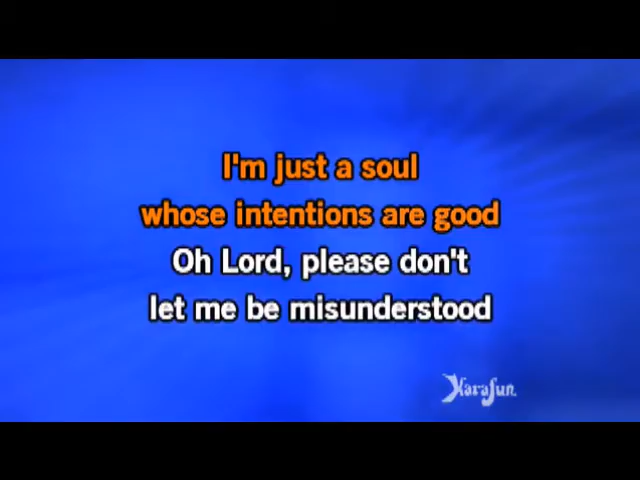 I'm just a soul
whose intentions are good
Oh Lord, please don't
let me be misunderstood
KaraFun